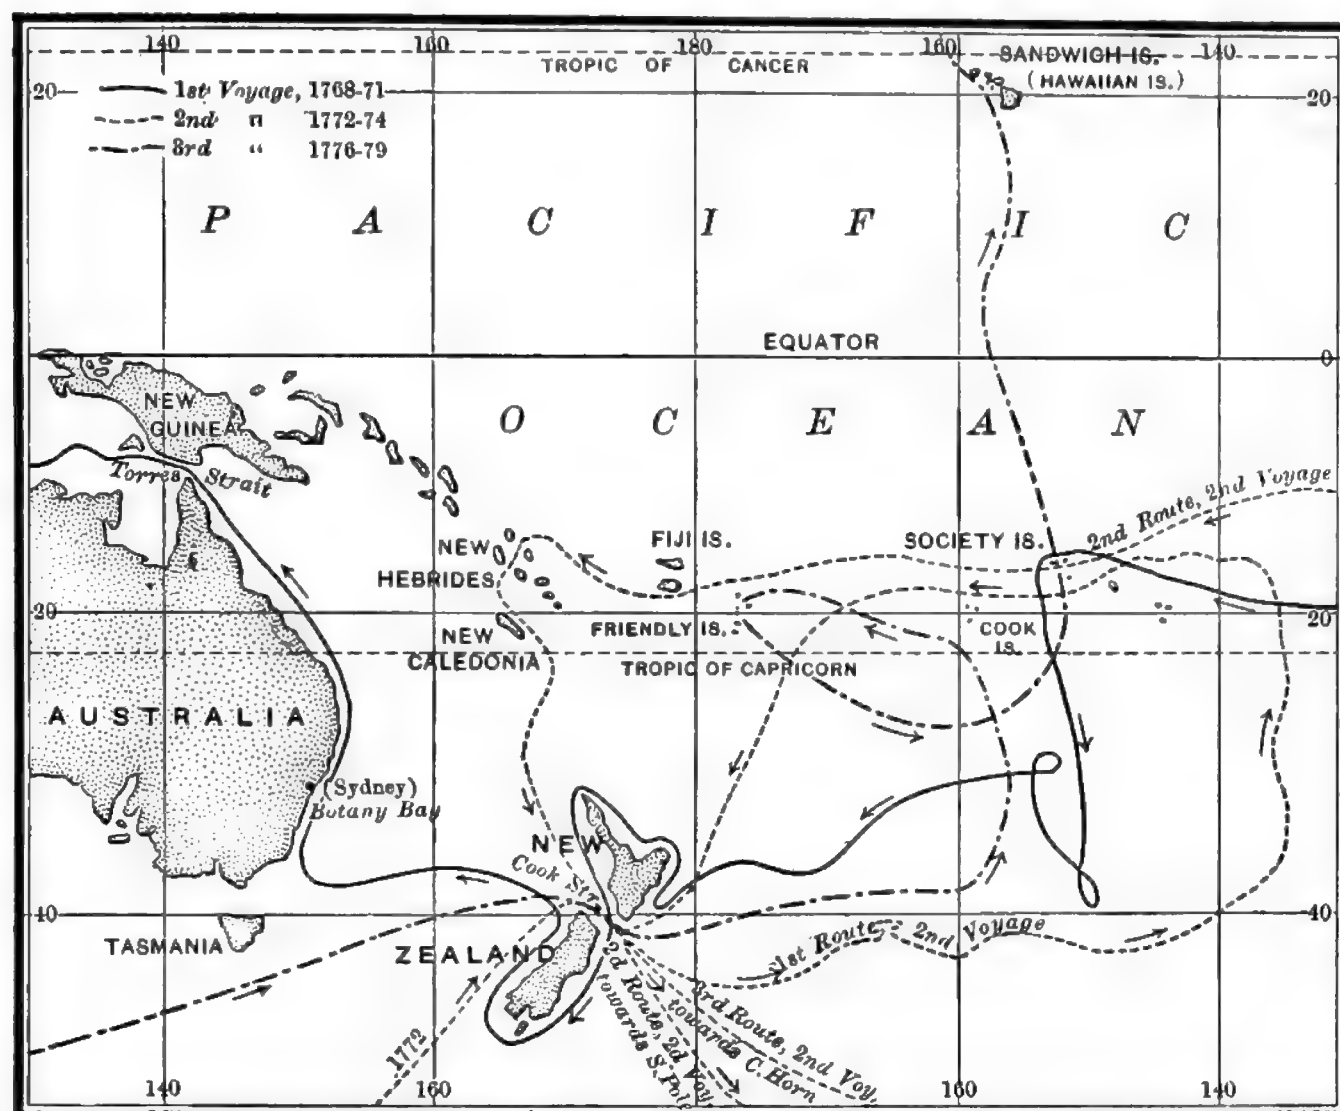 140 160 180 160 140
SANDWICH IS.
(HAWAIIAN IS.)
TROPIC OF CANCER
20 20
1st Voyage, 1768-71
2nd " 1772-74
3rd " 1776-79
PACIFIC
EQUATOR
0
NEW
GUINEA
OCEAN
Torres Strait
2nd Route, 2nd Voyage
NEW
HEBRIDES
FIJI IS.
SOCIETY IS.
20 20
NEW
CALEDONIA
FRIENDLY IS.
COOK
IS.
TROPIC OF CAPRICORN
AUSTRALIA
(Sydney)
Botany Bay
NEW
Cook Str.
40 40
TASMANIA
ZEALAND
1st Route, 2nd Voyage
2d Route, 2d Voy.
towards S. Pole
3rd Route, 2nd Voy.
towards C. Horn
1772
140 160 160 140